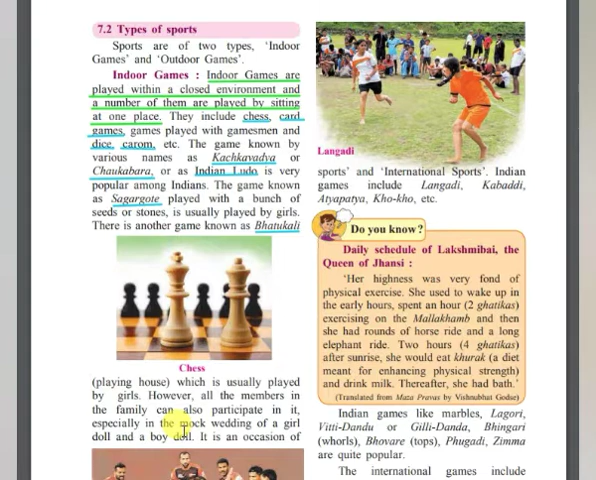 7.2 Types of sports
Sports are of two types, ‘Indoor
Games’ and ‘Outdoor Games’.
Indoor Games : Indoor Games are
played within a closed environment and
a number of them are played by sitting
at one place. They include chess, card
games, games played with gamesmen and
dice, carom, etc. The game known by
various names as Kachkavadya or
Chaukabara, or as Indian Ludo is very
popular among Indians. The game known
as Sagargote played with a bunch of
seeds or stones, is usually played by girls.
There is another game known as Bhatukali
Chess
(playing house) which is usually played
by girls. However, all the members in
the family can also participate in it,
especially in the mock wedding of a girl
doll and a boy doll. It is an occasion of
Langadi
sports’ and ‘International Sports’. Indian
games include Langadi, Kabaddi,
Atyapatya, Kho-kho, etc.
Do you know?
Daily schedule of Lakshmibai, the
Queen of Jhansi :
‘Her highness was very fond of
physical exercise. She used to wake up in
the early hours, spent an hour (2 ghatikas)
exercising on the Mallakhamb and then
she had rounds of horse ride and a long
elephant ride. Two hours (4 ghatikas)
after sunrise, she would eat khurak (a diet
meant for enhancing physical strength)
and drink milk. Thereafter, she had bath.’
(Translated from Maza Pravas by Vishnubhat Godse)
Indian games like marbles, Lagori,
Vitti-Dandu or Gilli-Danda, Bhingari
(whorls), Bhovare (tops), Phugadi, Zimma
are quite popular.
The international games include